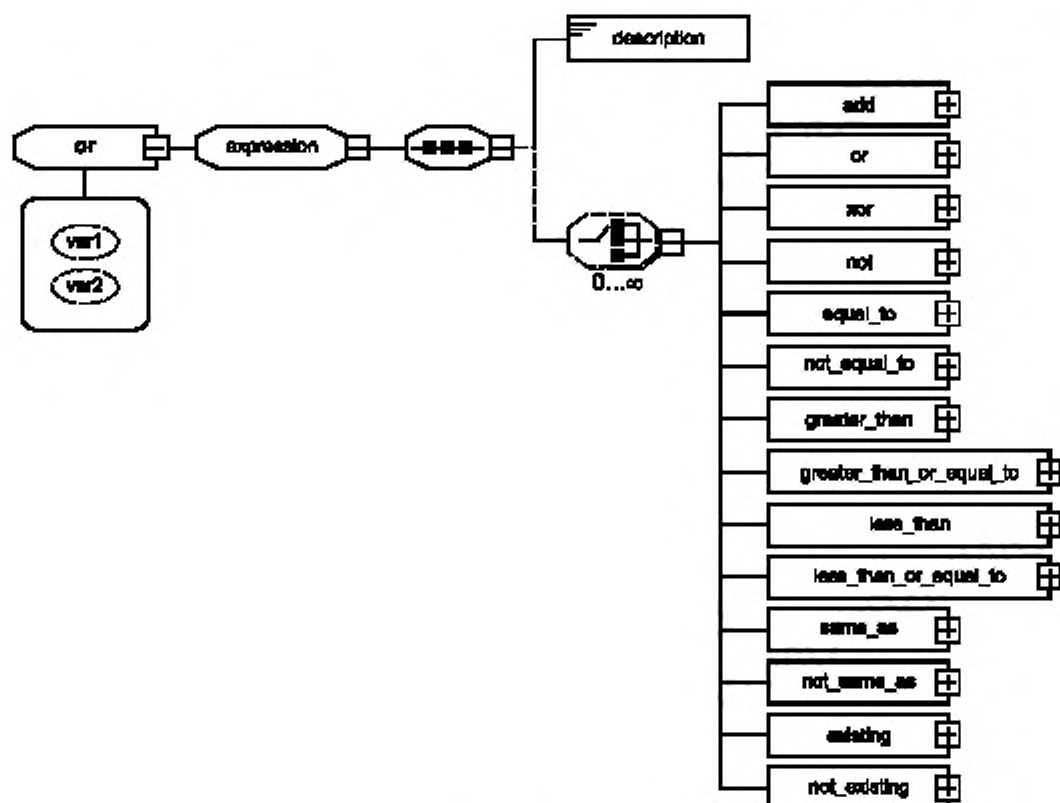 description
or
expression
var1
var2
0...∞
add
or
xor
not
equal_to
not_equal_to
greater_than
greater_than_or_equal_to
less_than
less_than_or_equal_to
same_as
not_same_as
existing
not_existing